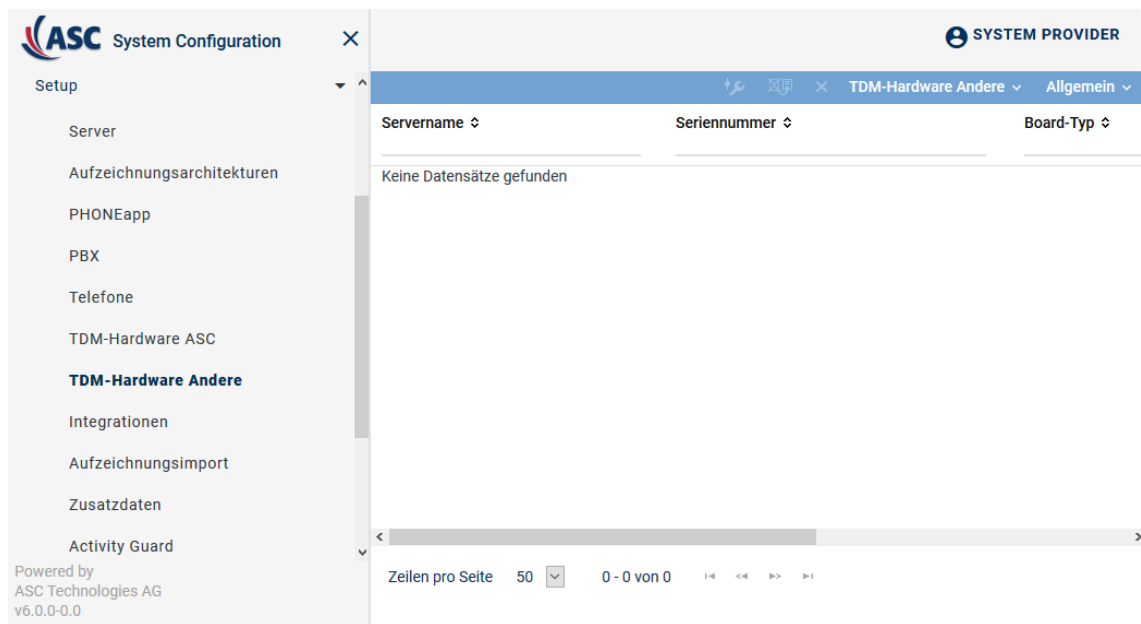 ASC System Configuration
SYSTEM PROVIDER
Setup
Server
Aufzeichnungsarchitekturen
PHONEapp
PBX
Telefone
TDM-Hardware ASC
TDM-Hardware Andere
Integrationen
Aufzeichnungsimport
Zusatzdaten
Activity Guard
Powered by
ASC Technologies AG
v6.0.0-0.0
TDM-Hardware Andere Allgemein
Servername Seriennummer Board-Typ
Keine Datensätze gefunden
Zeilen pro Seite 50 0 - 0 von 0